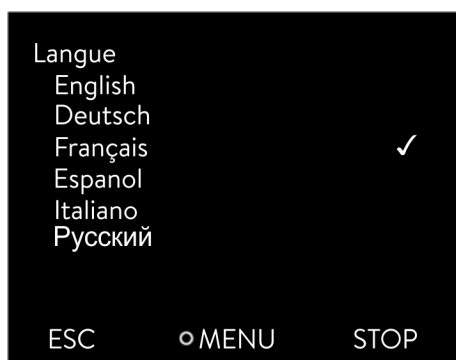 Langue
English
Deutsch
Français
Espanol
Italiano
Русский
ESC MENU STOP